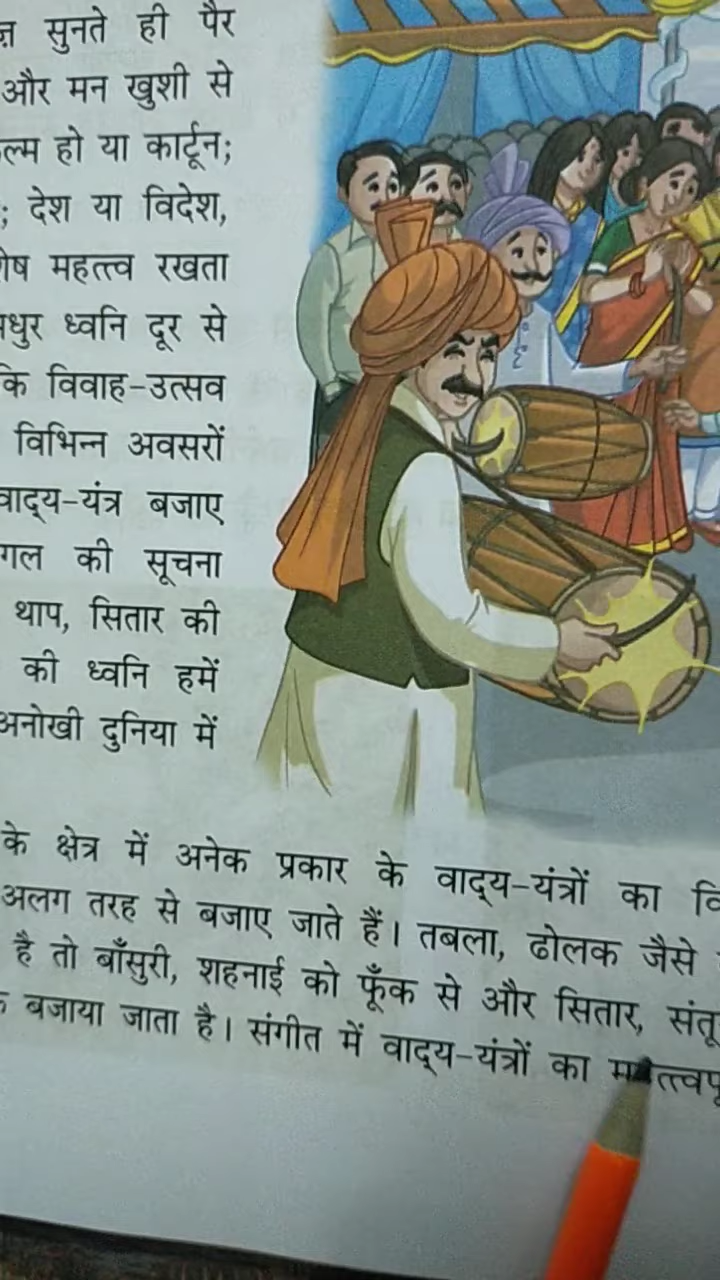 सुनते ही पैर
और मन खुशी से
हो या कार्टून;
देश या विदेश,
महत्त्व रखता
ध्वनि दूर से
कि विवाह-उत्सव
विभिन्न अवसरों
वाद्य-यंत्र बजाए
की सूचना
थाप, सितार की
की ध्वनि हमें
अनोखी दुनिया में
के क्षेत्र में अनेक प्रकार के वाद्य-यंत्रों का
अलग तरह से बजाए जाते हैं। तबला, ढोलक जैसे
है तो बाँसुरी, शहनाई को फूँक से और सितार,
बजाया जाता है। संगीत में वाद्य-यंत्रों का